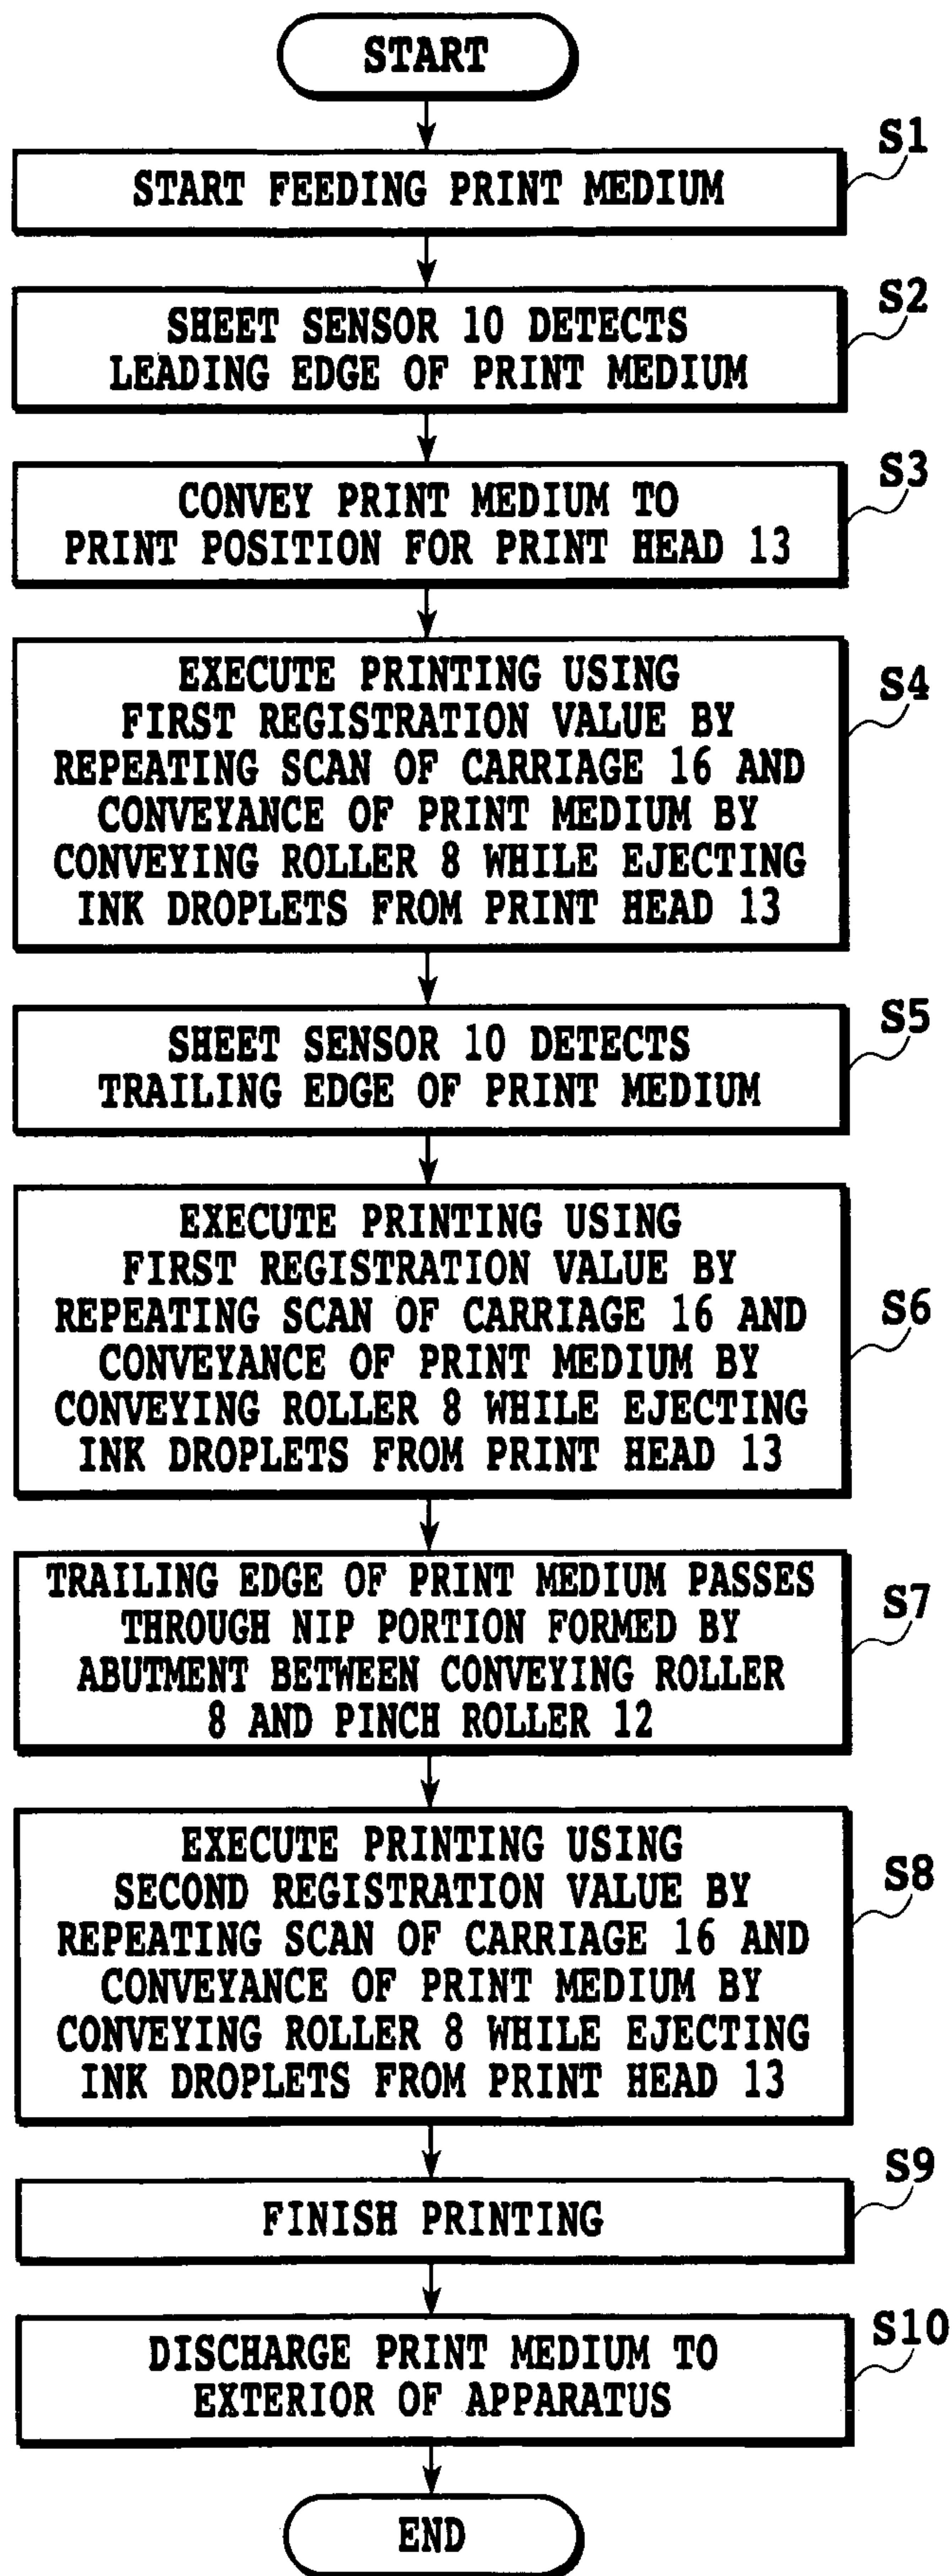 START
S1
START FEEDING PRINT MEDIUM
S2
SHEET SENSOR 10 DETECTS
LEADING EDGE OF PRINT MEDIUM
S3
CONVEY PRINT MEDIUM TO
PRINT POSITION FOR PRINT HEAD 13
S4
EXECUTE PRINTING USING
FIRST REGISTRATION VALUE BY
REPEATING SCAN OF CARRIAGE 16 AND
CONVEYANCE OF PRINT MEDIUM BY
CONVEYING ROLLER 8 WHILE EJECTING
INK DROPLETS FROM PRINT HEAD 13
S5
SHEET SENSOR 10 DETECTS
TRAILING EDGE OF PRINT MEDIUM
S6
EXECUTE PRINTING USING
FIRST REGISTRATION VALUE BY
REPEATING SCAN OF CARRIAGE 16 AND
CONVEYANCE OF PRINT MEDIUM BY
CONVEYING ROLLER 8 WHILE EJECTING
INK DROPLETS FROM PRINT HEAD 13
S7
TRAILING EDGE OF PRINT MEDIUM PASSES
THROUGH NIP PORTION FORMED BY
ABUTMENT BETWEEN CONVEYING ROLLER
8 AND PINCH ROLLER 12
S8
EXECUTE PRINTING USING
SECOND REGISTRATION VALUE BY
REPEATING SCAN OF CARRIAGE 16 AND
CONVEYANCE OF PRINT MEDIUM BY
CONVEYING ROLLER 8 WHILE EJECTING
INK DROPLETS FROM PRINT HEAD 13
S9
FINISH PRINTING
S10
DISCHARGE PRINT MEDIUM TO
EXTERIOR OF APPARATUS
END